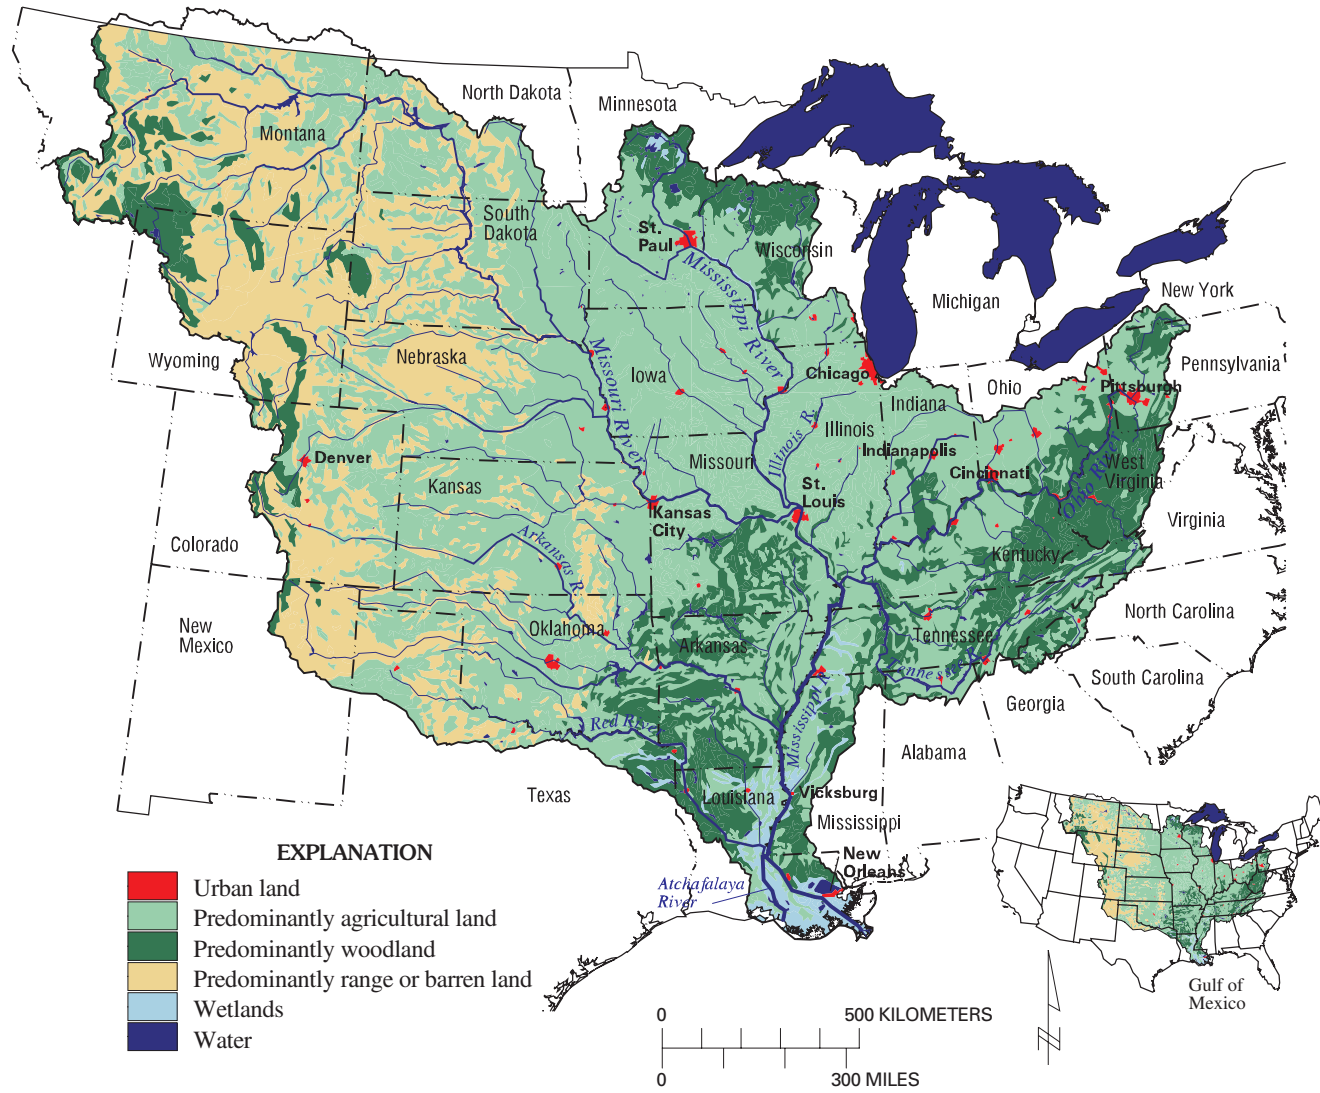 North Dakota
Minnesota
Montana
South
Dakota
St.
Paul
Wisconsin
Mississippi River
Michigan
New York
Wyoming
Nebraska
Missouri River
Iowa
Chicago
Ohio
Pittsburgh
Pennsylvania
Indiana
Illinois R.
Illinois
Denver
Kansas
Missouri
Indianapolis
Cincinnati
Ohio River
West
Virginia
St.
Louis
Kansas
City
Virginia
Colorado
Arkansas R.
Kentucky
New
Mexico
Oklahoma
Arkansas
Tennessee
Tennessee R.
North Carolina
South Carolina
Georgia
Red River
Mississippi R.
Alabama
Texas
Louisiana
Vicksburg
Mississippi
New
Orleans
Atchafalaya
River
EXPLANATION
Urban land
Predominantly agricultural land
Predominantly woodland
Predominantly range or barren land
Wetlands
Water
0 500 KILOMETERS
0 300 MILES
Gulf of
Mexico